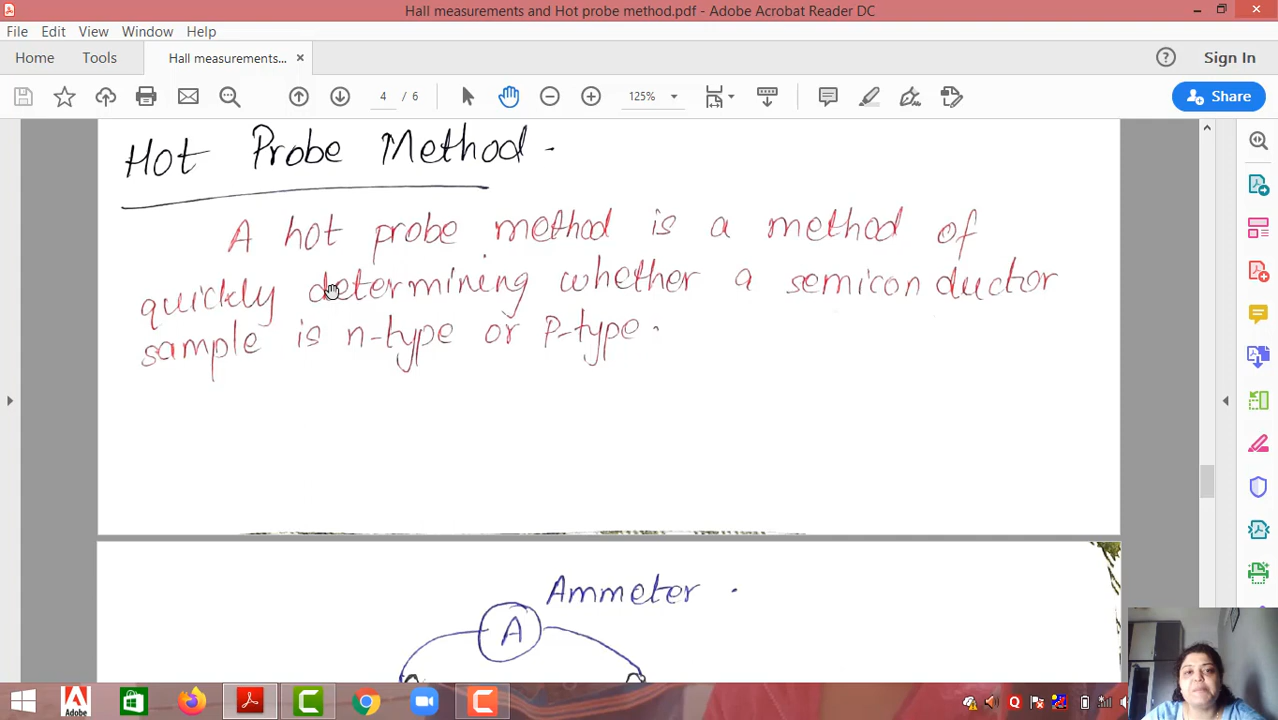 Hall measurements and Hot probe method.pdf - Adobe Acrobat Reader DC
File Edit View Window Help
Home Tools Hall measurements... × ? Sign In
4 / 6 125% Share
Hot Probe Method.
A hot probe method is a method of
quickly determining whether a semiconductor
sample is n-type or P-type.
Ammeter.
A
Adobe